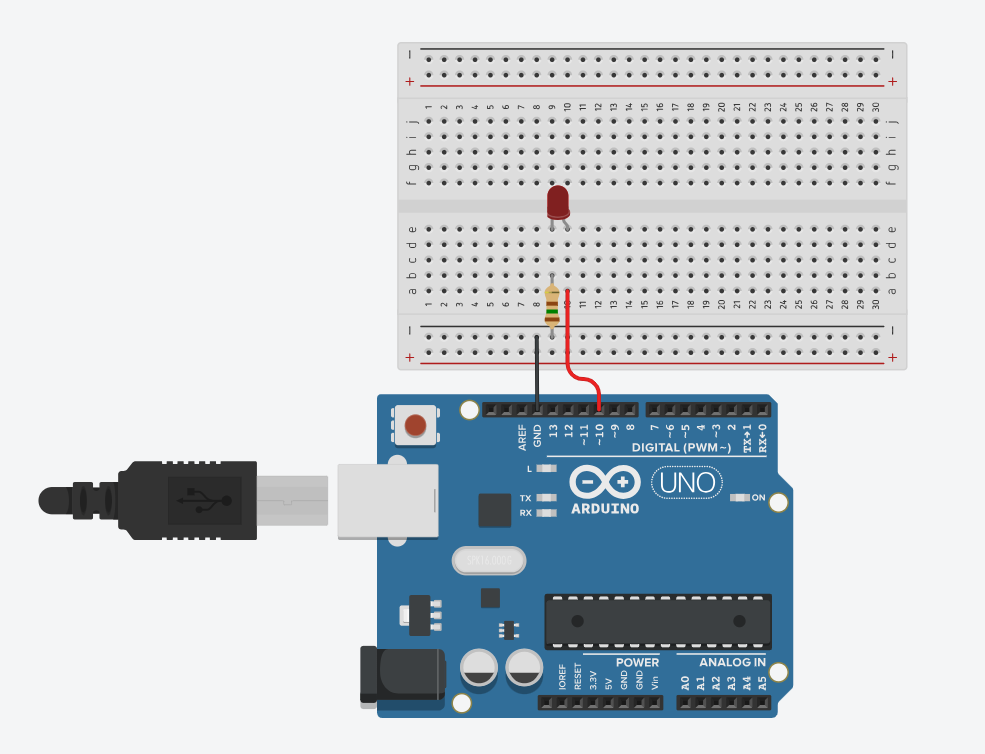 − −
+ +
1 2 3 4 5 6 7 8 9 10 11 12 13 14 15 16 17 18 19 20 21 22 23 24 25 26 27 28 29 30
j j
i i
h h
g g
f f
e e
d d
c c
b b
a a
1 2 3 4 5 6 7 8 9 10 11 12 13 14 15 16 17 18 19 20 21 22 23 24 25 26 27 28 29 30
− −
+ +
AREF GND 13 12 ~11 ~10 ~9 8 7 ~6 ~5 4 ~3 2 TX→1 RX←0
DIGITAL (PWM~)
L
UNO
TX ON
RX ARDUINO
POWER ANALOG IN
IOREF RESET 3.3V 5V GND GND Vin A0 A1 A2 A3 A4 A5